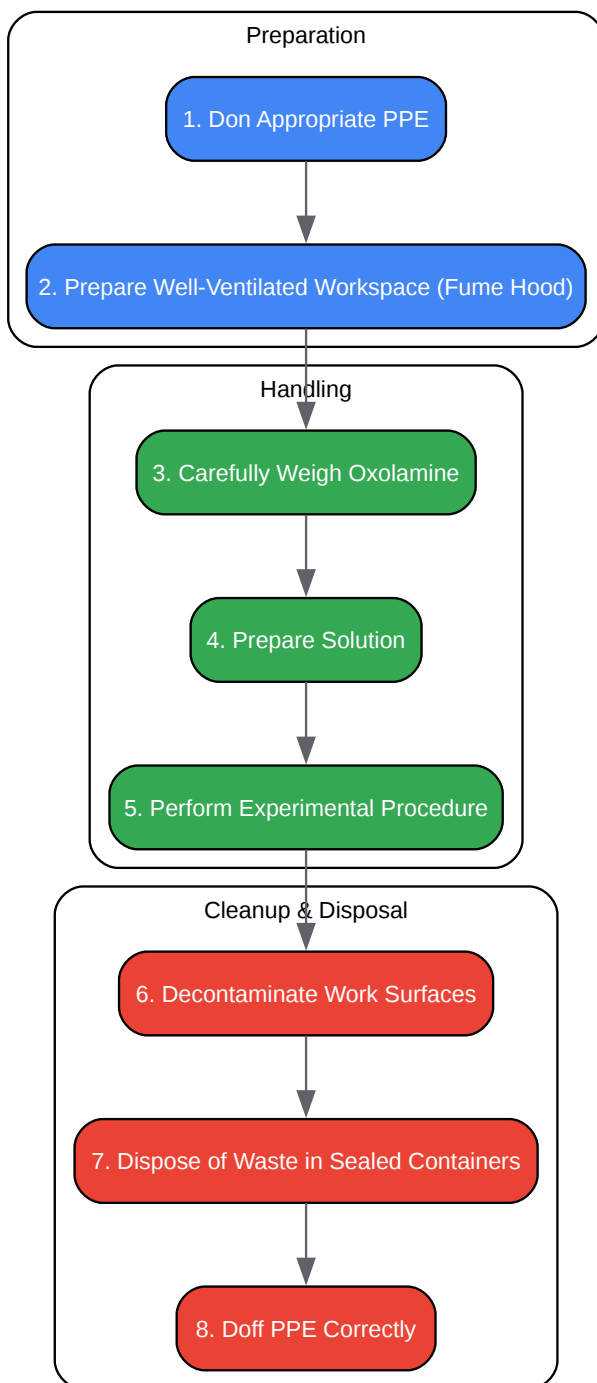 Preparation
1. Don Appropriate PPE
2. Prepare Well-Ventilated Workspace (Fume Hood)
Handling
3. Carefully Weigh Oxolamine
4. Prepare Solution
5. Perform Experimental Procedure
Cleanup & Disposal
6. Decontaminate Work Surfaces
7. Dispose of Waste in Sealed Containers
8. Doff PPE Correctly